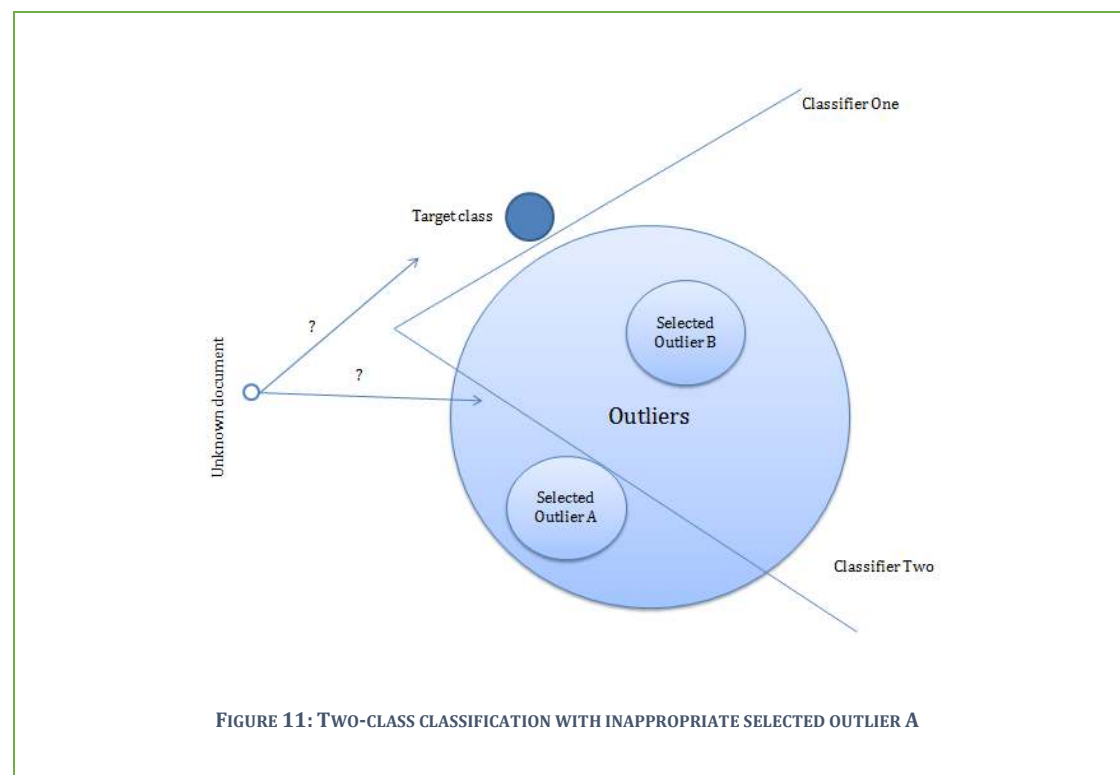 Classifier One
Target class
?
Selected
Outlier B
?
Unknown document
Outliers
Selected
Outlier A
Classifier Two
FIGURE 11: TWO-CLASS CLASSIFICATION WITH INAPPROPRIATE SELECTED OUTLIER A